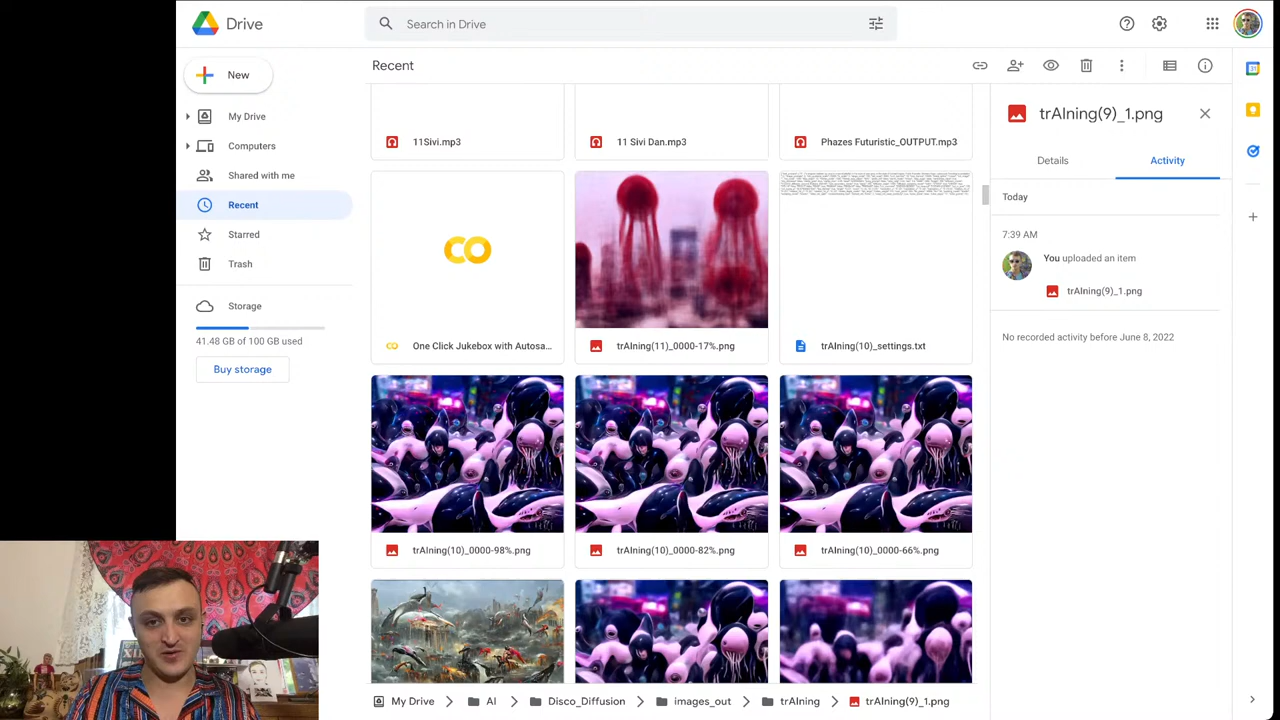 Drive
Search in Drive
New
My Drive
Computers
Shared with me
Recent
Starred
Trash
Storage
41.48 GB of 100 GB used
Buy storage
Recent
11Sivi.mp3
11 Sivi Dan.mp3
Phazes Futuristic_OUTPUT.mp3
One Click Jukebox with Autosa...
trAIning(11)_0000-17%.png
trAIning(10)_settings.txt
trAIning(10)_0000-98%.png
trAIning(10)_0000-82%.png
trAIning(10)_0000-66%.png
My Drive
AI
Disco_Diffusion
images_out
trAIning
trAIning(9)_1.png
trAIning(9)_1.png
Details
Activity
Today
7:39 AM
You uploaded an item
trAIning(9)_1.png
No recorded activity before June 8, 2022